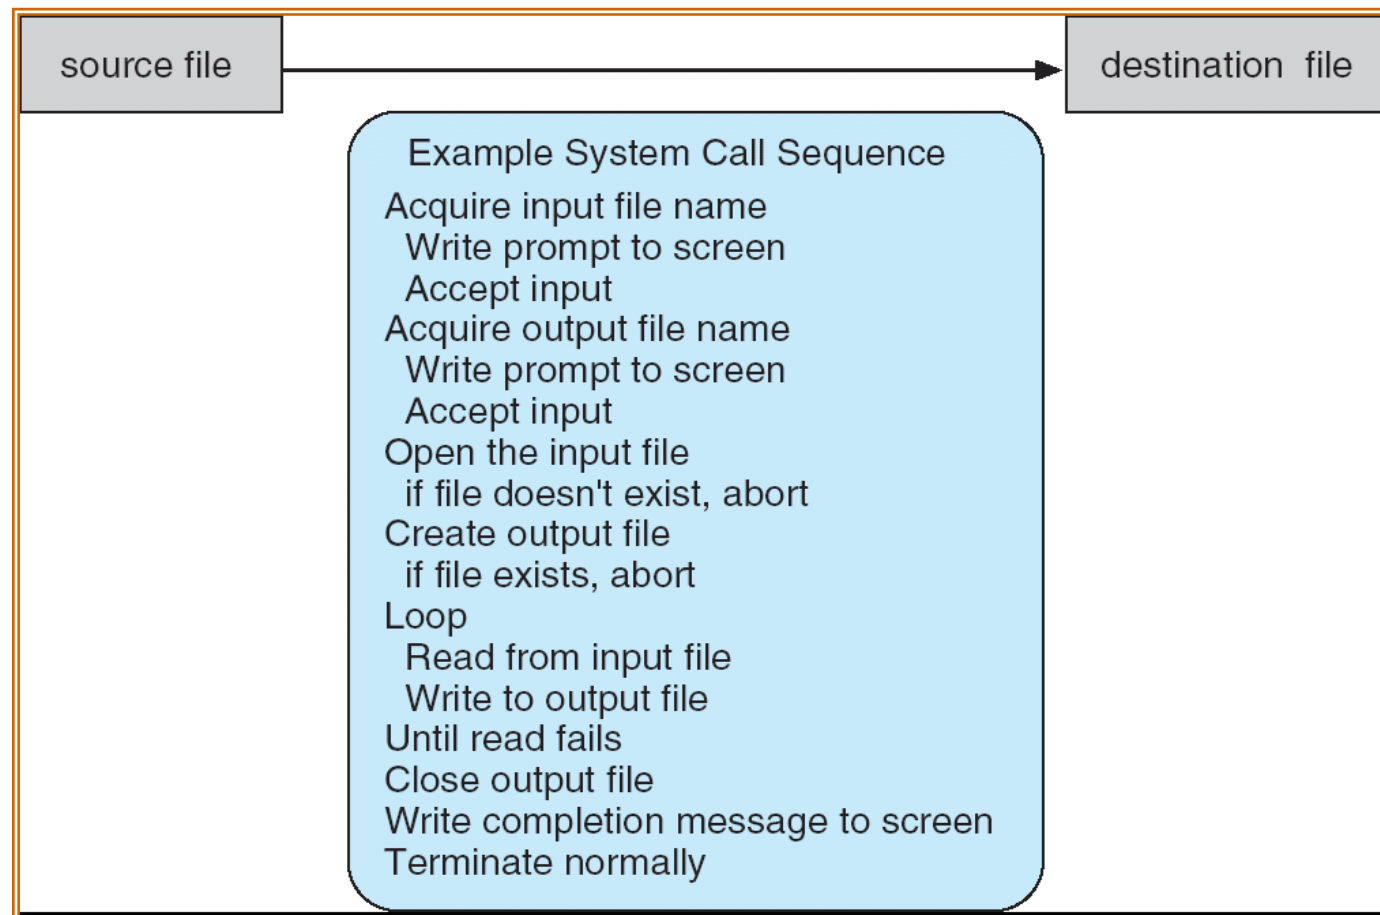 source file
destination file
Example System Call Sequence
Acquire input file name
Write prompt to screen
Accept input
Acquire output file name
Write prompt to screen
Accept input
Open the input file
if file doesn't exist, abort
Create output file
if file exists, abort
Loop
Read from input file
Write to output file
Until read fails
Close output file
Write completion message to screen
Terminate normally